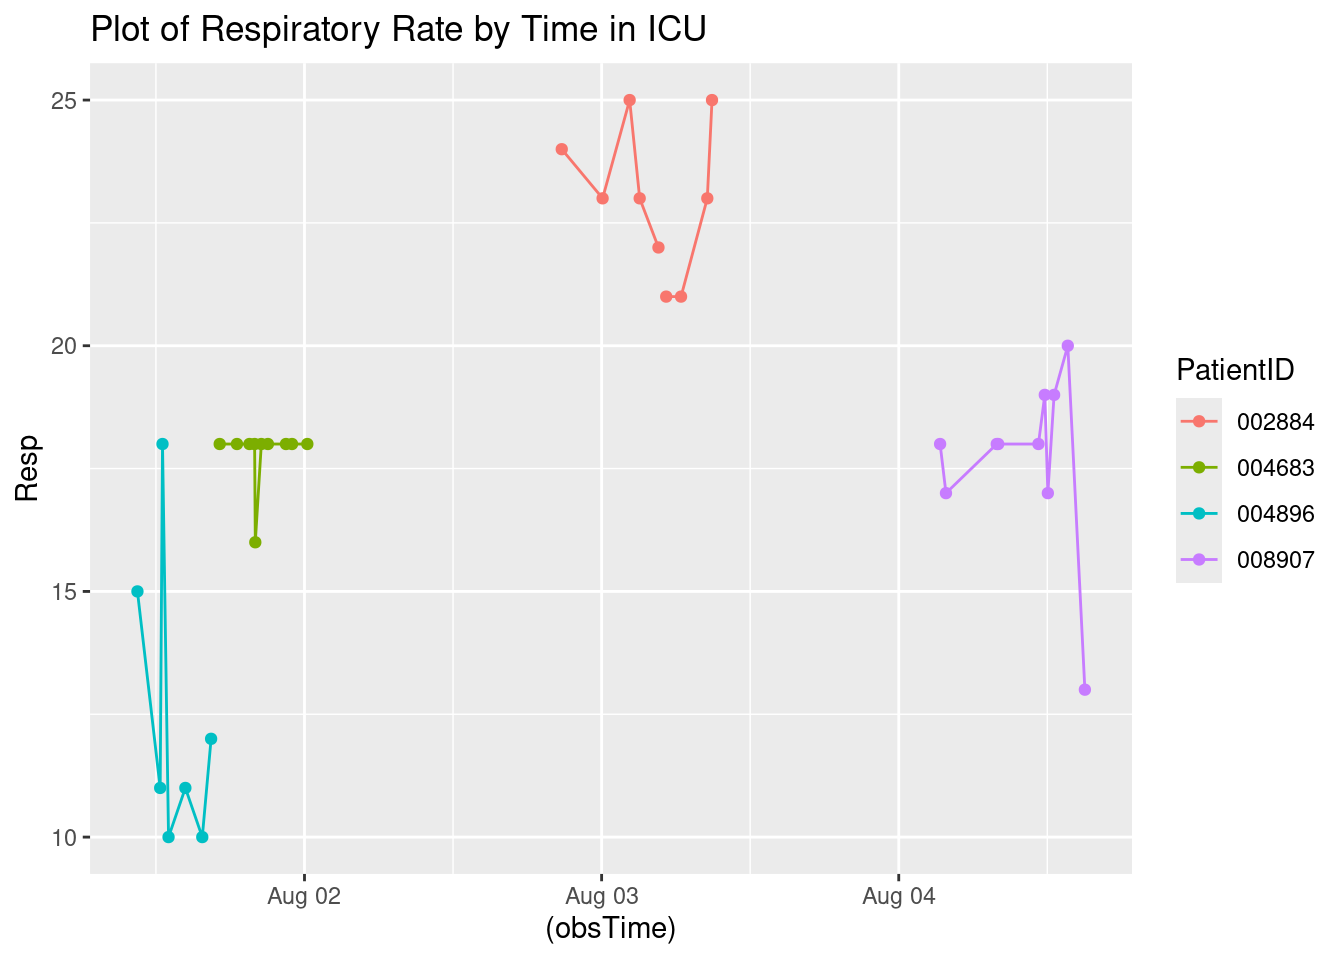 Plot of Respiratory Rate by Time in ICU
25
20
15
10
Resp
Aug 02
Aug 03
Aug 04
(obsTime)
PatientID
002884
004683
004896
008907